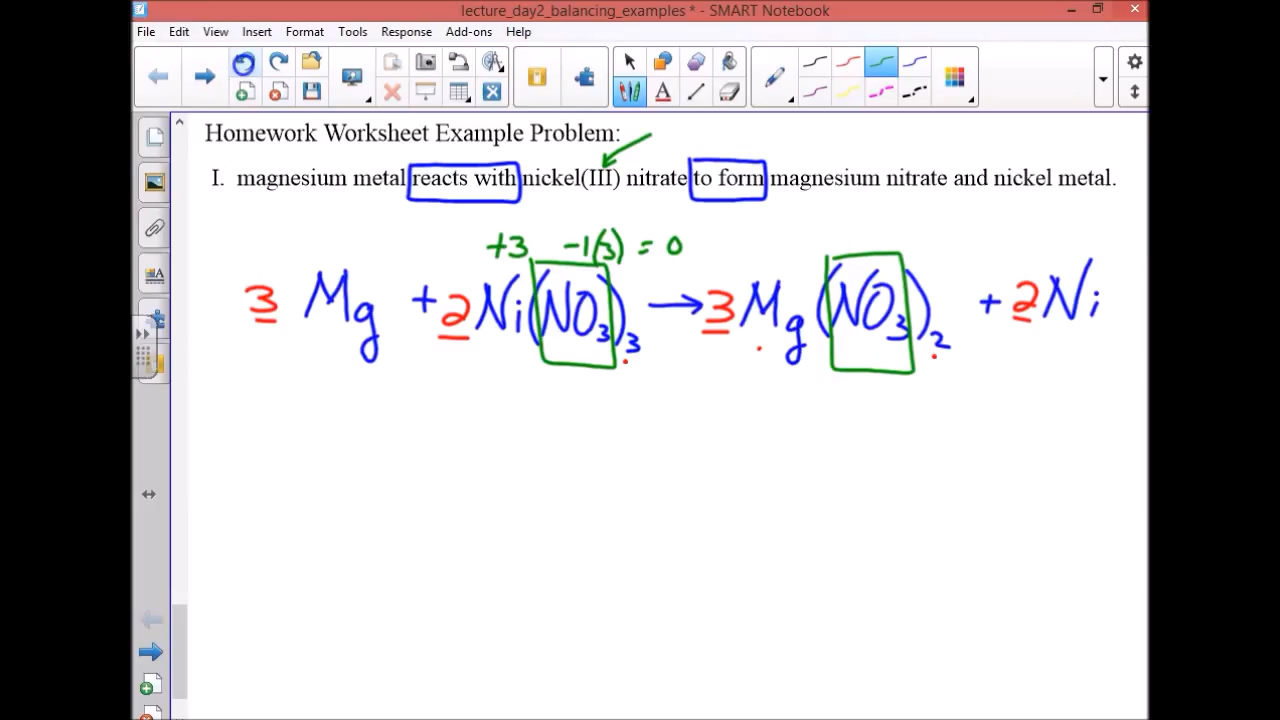 lecture_day2_balancing_examples * - SMART Notebook
File Edit View Insert Format Tools Response Add-ons Help
Homework Worksheet Example Problem:
I. magnesium metal reacts with nickel(III) nitrate to form magnesium nitrate and nickel metal.
+3 -1(3) = 0
3 Mg + 2 Ni(NO₃)₃ → 3 Mg(NO₃)₂ + 2 Ni